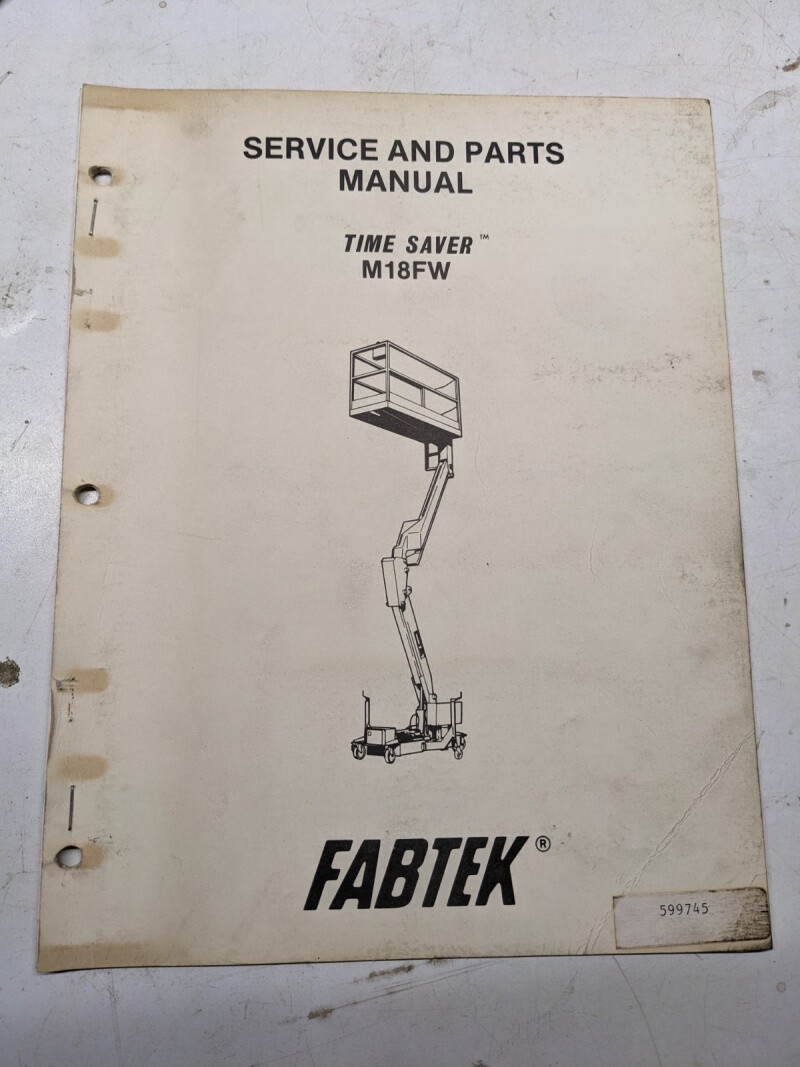 SERVICE AND PARTS
MANUAL
TIME SAVER™
M18FW
FABTEK®
599745